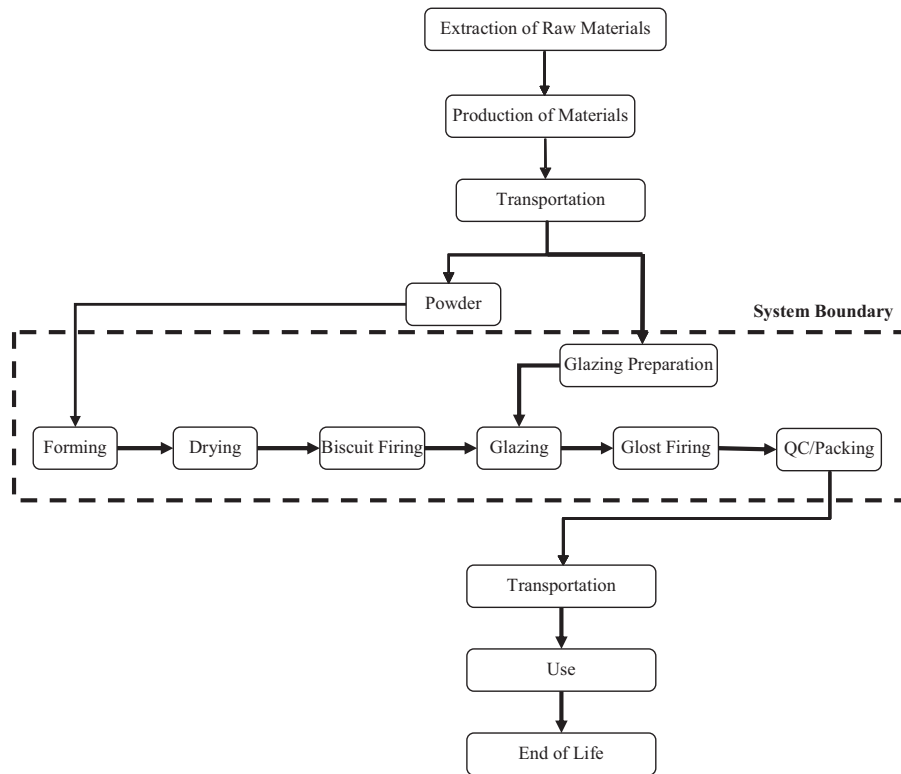 Extraction of Raw Materials
Production of Materials
Transportation
Powder
System Boundary
Glazing Preparation
Forming
Drying
Biscuit Firing
Glazing
Glost Firing
QC/Packing
Transportation
Use
End of Life